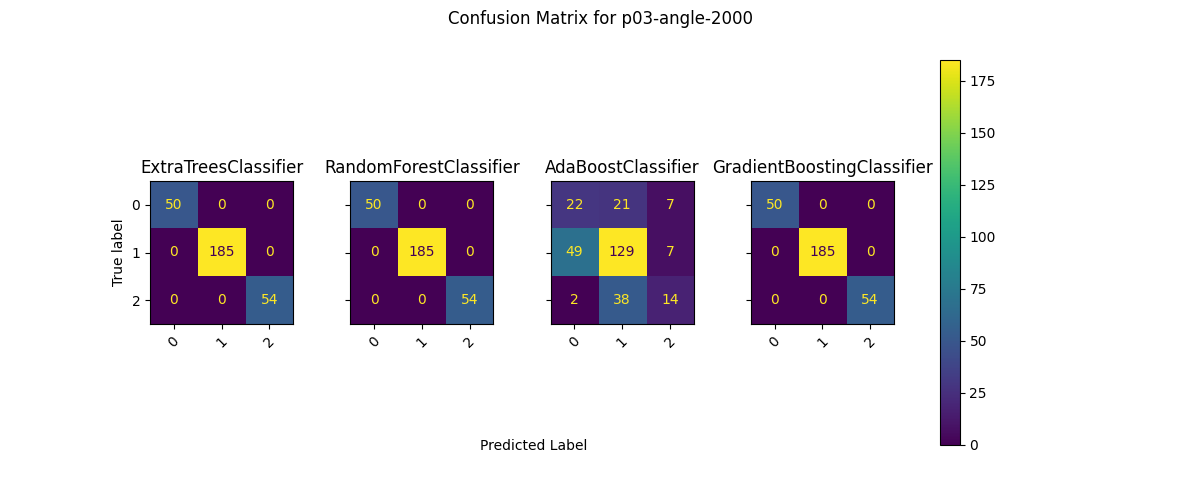 Confusion Matrix for p03-angle-2000
ExtraTreesClassifier
RandomForestClassifier
AdaBoostClassifier
GradientBoostingClassifier
True label
0 50 0 0 50 0 0 22 21 7 50 0 0
1 0 185 0 0 185 0 49 129 7 0 185 0
2 0 0 54 0 0 54 2 38 14 0 0 54
0 1 2 0 1 2 0 1 2 0 1 2
Predicted Label
175
150
125
100
75
50
25
0